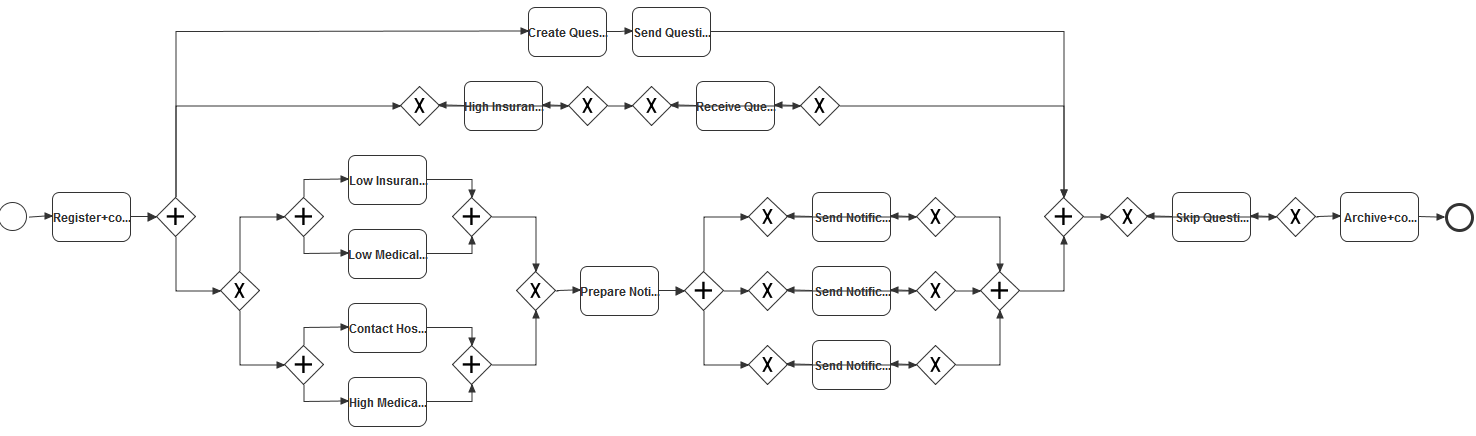 Create Ques...
Send Questi...
High Insuran...
Receive Que...
Low Insuran...
Register+co...
Send Notific...
Skip Questi...
Archive+co...
Low Medical...
Prepare Noti...
Send Notific...
Contact Hos...
Send Notific...
High Medica...